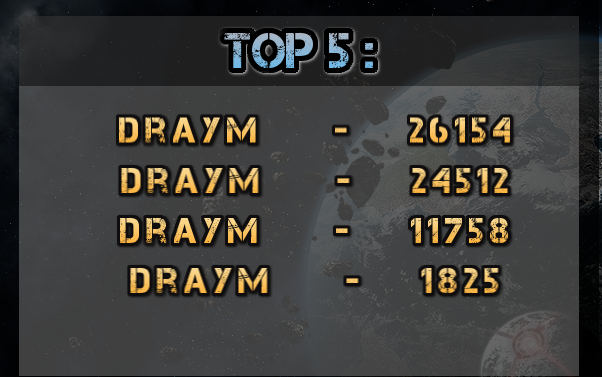 TOP 5:
DRAYM - 26154
DRAYM - 24512
DRAYM - 11758
DRAYM - 1825